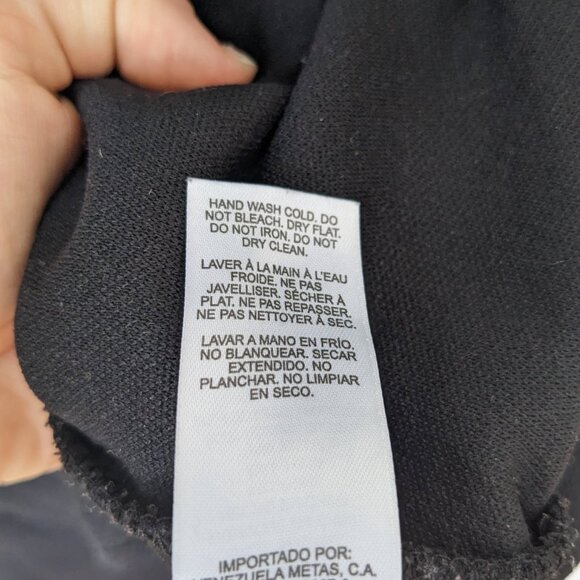 HAND WASH COLD. DO
NOT BLEACH. DRY FLAT.
DO NOT IRON. DO NOT
DRY CLEAN.
LAVER À LA MAIN À L'EAU
FROIDE. NE PAS
JAVELLISER. SÉCHER À
PLAT. NE PAS REPASSER.
NE PAS NETTOYER À SEC.
LAVAR A MANO EN FRÍO.
NO BLANQUEAR. SECAR
EXTENDIDO. NO
PLANCHAR. NO LIMPIAR
EN SECO.
IMPORTADO POR:
VENEZUELA METAS, C.A.